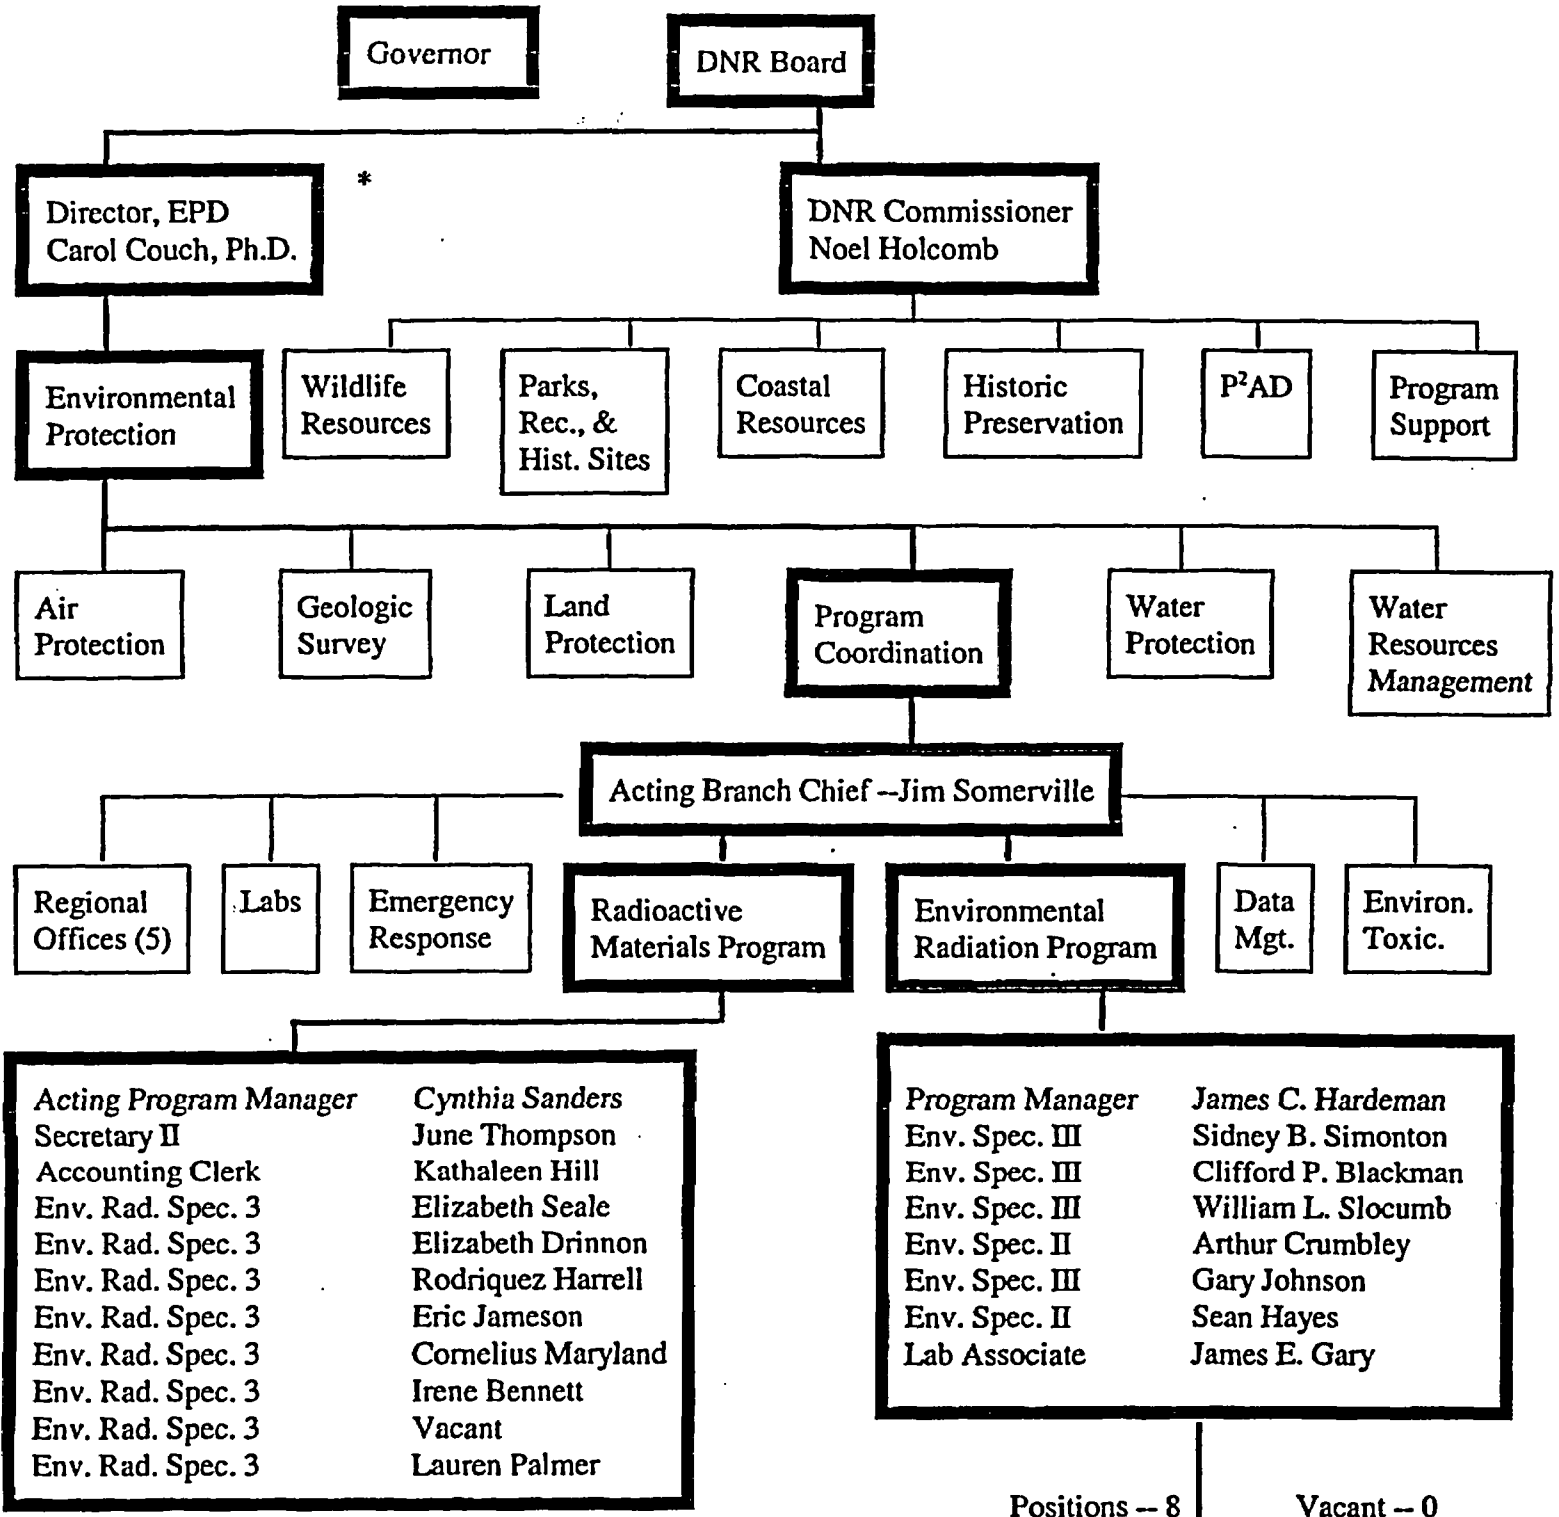 Governor
DNR Board
*
Director, EPD
Carol Couch, Ph.D.
DNR Commissioner
Noel Holcomb
Environmental
Protection
Wildlife
Resources
Parks,
Rec., &
Hist. Sites
Coastal
Resources
Historic
Preservation
P²AD
Program
Support
Air
Protection
Geologic
Survey
Land
Protection
Program
Coordination
Water
Protection
Water
Resources
Management
Acting Branch Chief --Jim Somerville
Regional
Offices (5)
Labs
Emergency
Response
Radioactive
Materials Program
Environmental
Radiation Program
Data
Mgt.
Environ.
Toxic.
Acting Program Manager Cynthia Sanders
Secretary II June Thompson
Accounting Clerk Kathaleen Hill
Env. Rad. Spec. 3 Elizabeth Seale
Env. Rad. Spec. 3 Elizabeth Drinnon
Env. Rad. Spec. 3 Rodriquez Harrell
Env. Rad. Spec. 3 Eric Jameson
Env. Rad. Spec. 3 Cornelius Maryland
Env. Rad. Spec. 3 Irene Bennett
Env. Rad. Spec. 3 Vacant
Env. Rad. Spec. 3 Lauren Palmer
Program Manager James C. Hardeman
Env. Spec. III Sidney B. Simonton
Env. Spec. III Clifford P. Blackman
Env. Spec. III William L. Slocumb
Env. Spec. II Arthur Crumbley
Env. Spec. III Gary Johnson
Env. Spec. II Sean Hayes
Lab Associate James E. Gary
Positions -- 8 Vacant -- 0